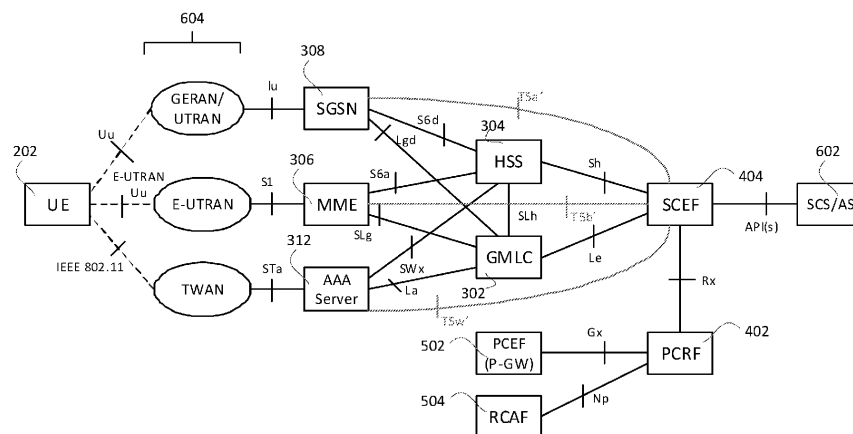 604
308
Iu
GERAN/
UTRAN
SGSN
T5a'
Uu
S6d
Lgd
304
HSS
202
E-UTRAN
Uu
306
S6a
Sh
404
602
UE
E-UTRAN
S1
MME
T5b'
SCEF
SCS/AS
SLg
SLh
API(s)
IEEE 802.11
312
SWx
GMLC
Le
STa
TWAN
AAA
Server
La
302
Rx
T5w'
502
PCEF
(P-GW)
Gx
PCRF
402
504
RCAF
Np